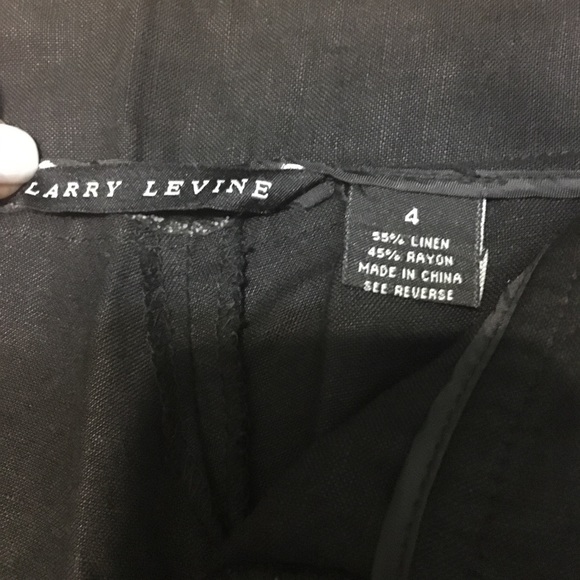 LARRY LEVINE
4
55% LINEN
45% RAYON
MADE IN CHINA
SEE REVERSE